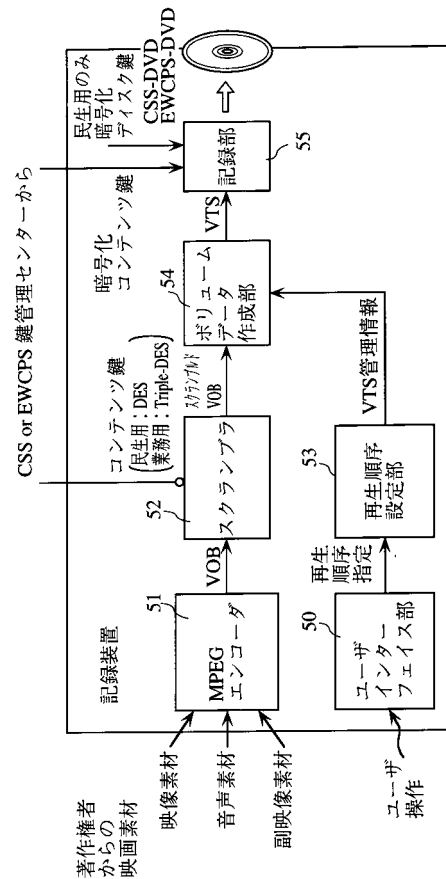 著作権者
からの
映画素材
映像素材
音声素材
副映像素材
記録装置
51
MPEG
エンコーダ
VOB
52
スクランブラ
CSS or EWCPS 鍵管理センターから
コンテンツ鍵
民生用：DES
業務用：Triple-DES
スクランブルド
VOB
54
ボリューム
データ
作成部
VTS
暗号化
コンテンツ鍵
民生用のみ
暗号化
ディスク鍵
記録部
55
CSS-DVD
EWCPS-DVD
ユーザ
操作
50
ユーザ
インター
フェイス部
再生
順序
指定
53
再生順序
設定部
VTS管理情報